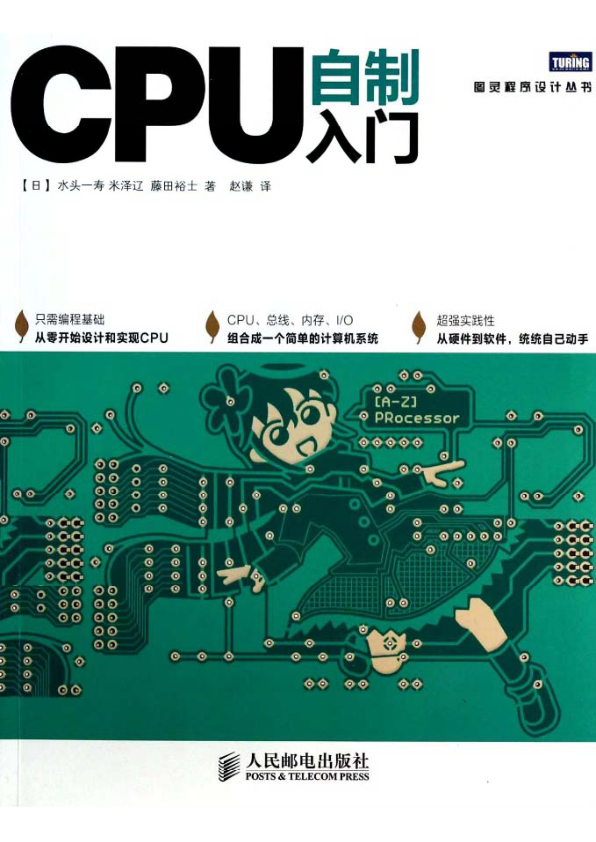 CPU自制
入门
TURING
图灵程序设计丛书
【日】水头一寿 米泽辽 藤田裕士 著 赵谦 译
只需编程基础
从零开始设计和实现CPU
CPU、总线、内存、I/O
组合成一个简单的计算机系统
超强实践性
从硬件到软件，统统自己动手
[A-Z]
PRocessor
人民邮电出版社
POSTS & TELECOM PRESS